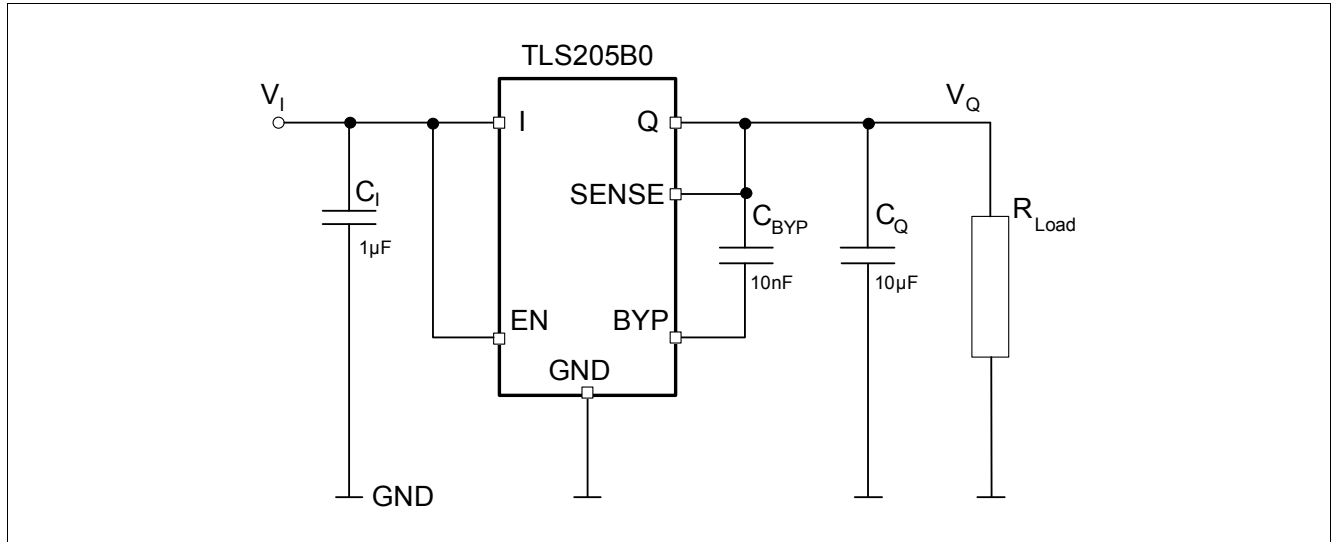 TLS205B0
V_I
V_Q
I
Q
SENSE
C_I
1µF
C_BYP
10nF
C_Q
10µF
R_Load
EN
BYP
GND
GND